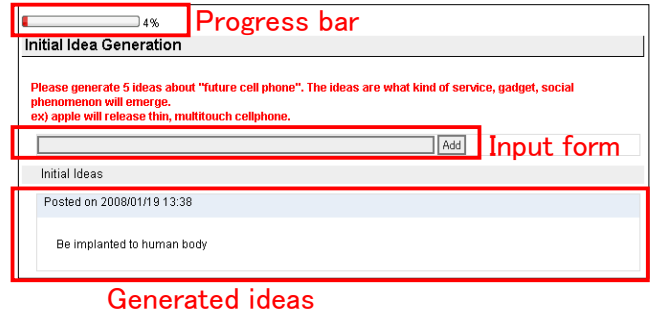 4% Progress bar
Initial Idea Generation
Please generate 5 ideas about "future cell phone". The ideas are what kind of service, gadget, social
phenomenon will emerge.
ex) apple will release thin, multitouch cellphone.
Add Input form
Initial Ideas
Posted on 2008/01/19 13:38
Be implanted to human body
Generated ideas